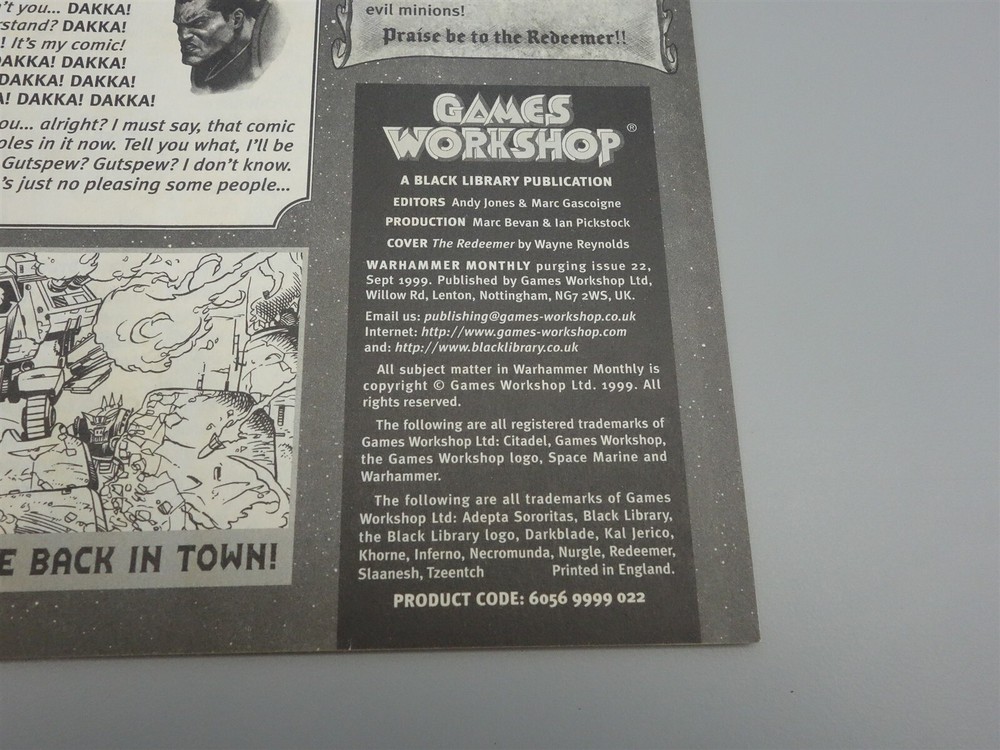 't you... DAKKA!
rstand? DAKKA!
! It's my comic!
DAKKA! DAKKA!
DAKKA! DAKKA!
A! DAKKA! DAKKA!
ou... alright? I must say, that comic
oles in it now. Tell you what, I'll be
Gutspew? Gutspew? I don't know.
's just no pleasing some people...
E BACK IN TOWN!
evil minions!
Praise be to the Redeemer!!
GAMES
WORKSHOP®
A BLACK LIBRARY PUBLICATION
EDITORS Andy Jones & Marc Gascoigne
PRODUCTION Marc Bevan & Ian Pickstock
COVER The Redeemer by Wayne Reynolds
WARHAMMER MONTHLY purging issue 22,
Sept 1999. Published by Games Workshop Ltd,
Willow Rd, Lenton, Nottingham, NG7 2WS, UK.
Email us: publishing@games-workshop.co.uk
Internet: http://www.games-workshop.com
and: http://www.blacklibrary.co.uk
All subject matter in Warhammer Monthly is
copyright © Games Workshop Ltd. 1999. All
rights reserved.
The following are all registered trademarks of
Games Workshop Ltd: Citadel, Games Workshop,
the Games Workshop logo, Space Marine and
Warhammer.
The following are all trademarks of Games
Workshop Ltd: Adepta Sororitas, Black Library,
the Black Library logo, Darkblade, Kal Jerico,
Khorne, Inferno, Necromunda, Nurgle, Redeemer,
Slaanesh, Tzeentch Printed in England.
PRODUCT CODE: 6056 9999 022